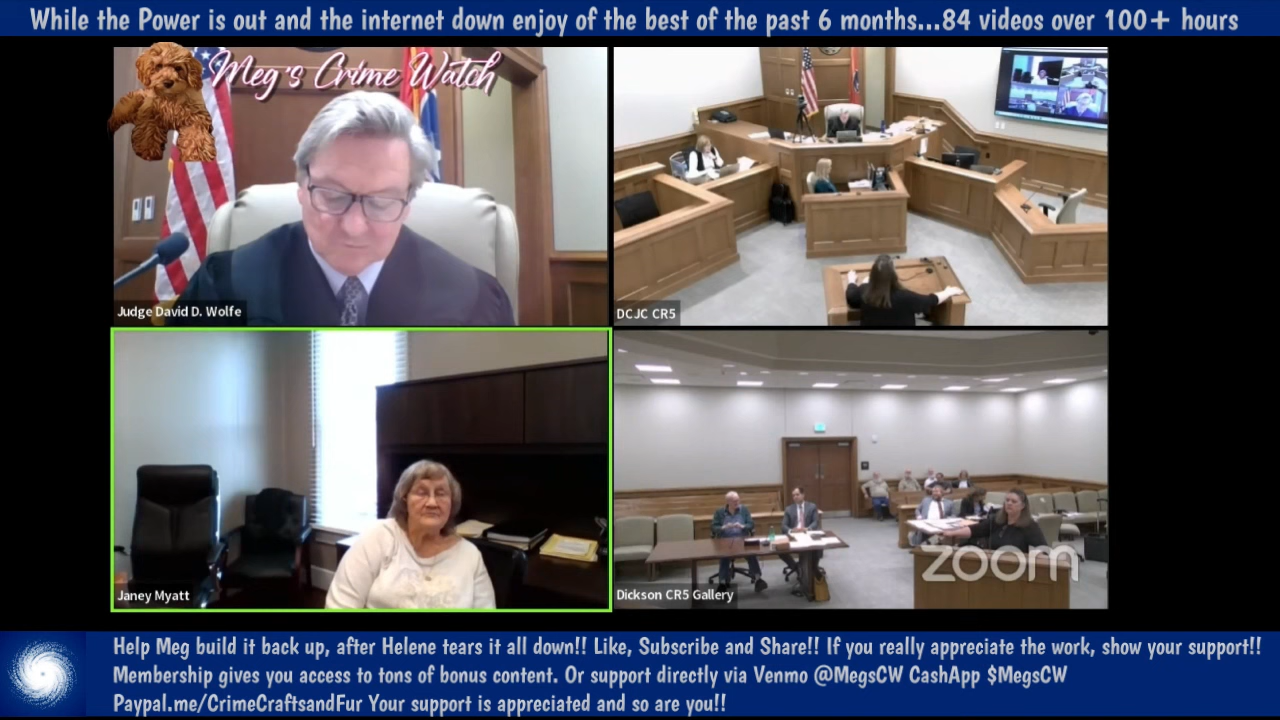 While the Power is out and the internet down enjoy of the best of the past 6 months...84 videos over 100+ hours
Meg's Crime Watch
Judge David D. Wolfe
DCJC CR5
Janey Myatt
Dickson CR5 Gallery
zoom
Help Meg build it back up, after Helene tears it all down!! Like, Subscribe and Share!! If you really appreciate the work, show your support!!
Membership gives you access to tons of bonus content. Or support directly via Venmo @MegsCW CashApp $MegsCW
Paypal.me/CrimeCraftsandFur Your support is appreciated and so are you!!